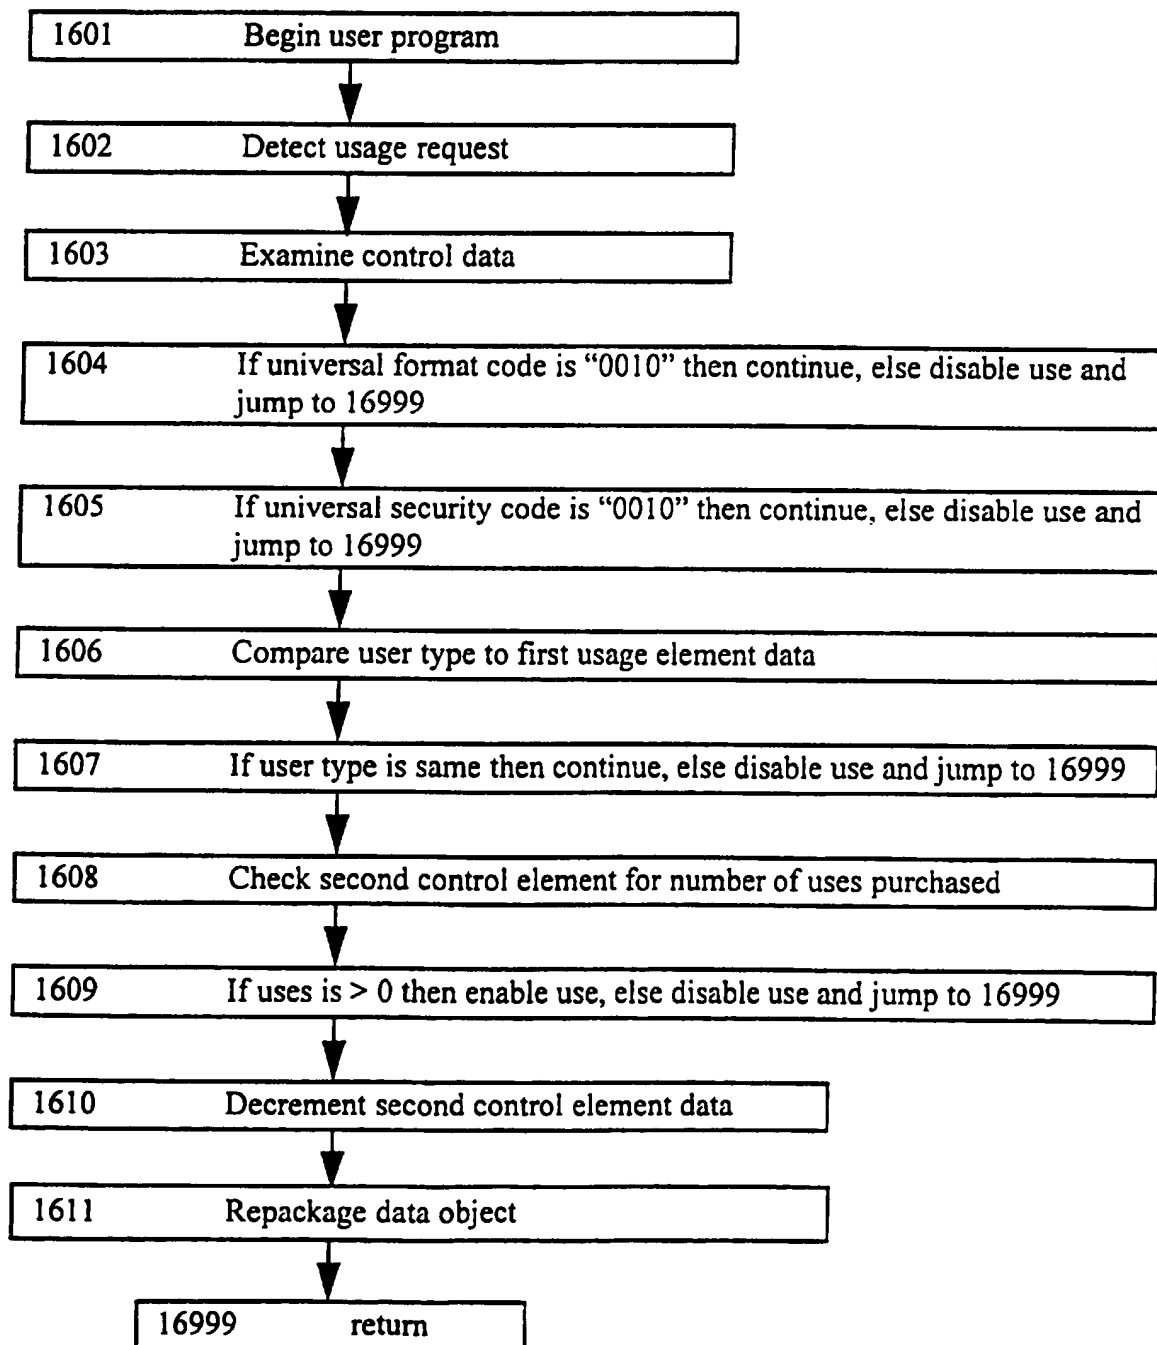 1601 Begin user program
1602 Detect usage request
1603 Examine control data
1604 If universal format code is “0010” then continue, else disable use and
jump to 16999
1605 If universal security code is “0010” then continue, else disable use and
jump to 16999
1606 Compare user type to first usage element data
1607 If user type is same then continue, else disable use and jump to 16999
1608 Check second control element for number of uses purchased
1609 If uses is > 0 then enable use, else disable use and jump to 16999
1610 Decrement second control element data
1611 Repackage data object
16999 return